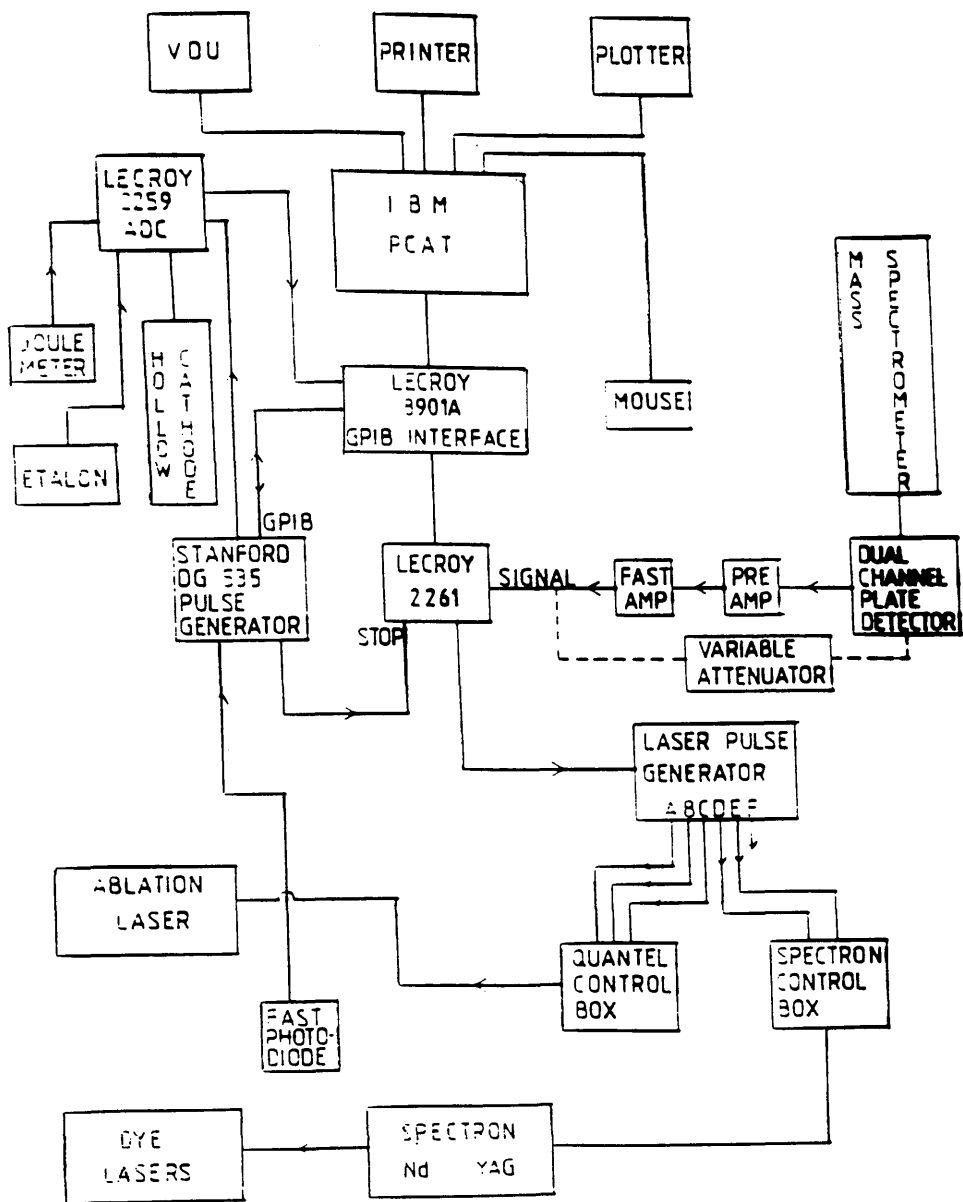 VDU
PRINTER
PLOTTER
LECROY
2259
ADC
IBM
PCAT
MASS
SPECTROMETER
JOULE
METER
HOLLOW
CATHODE
LECROY
8901A
GPIB INTERFACE
MOUSE
ETALON
GPIB
STANFORD
DG 535
PULSE
GENERATOR
LECROY
2261
SIGNAL
FAST
AMP
PRE
AMP
DUAL
CHANNEL
PLATE
DETECTOR
STOP
VARIABLE
ATTENUATOR
LASER PULSE
GENERATOR
A B C D E F
ABLATION
LASER
QUANTEL
CONTROL
BOX
SPECTRON
CONTROL
BOX
FAST
PHOTO-
DIODE
DYE
LASERS
SPECTRON
Nd YAG